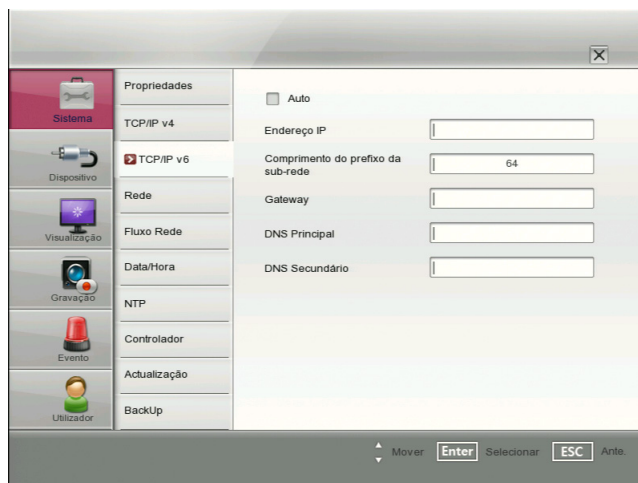 Sistema
Dispositivo
Visualização
Gravação
Evento
Utilizador
Propriedades
TCP/IP v4
TCP/IP v6
Rede
Fluxo Rede
Data/Hora
NTP
Controlador
Actualização
BackUp
Auto
Endereço IP
Comprimento do prefixo da
sub-rede
64
Gateway
DNS Principal
DNS Secundário
Mover Enter Selecionar ESC Ante.